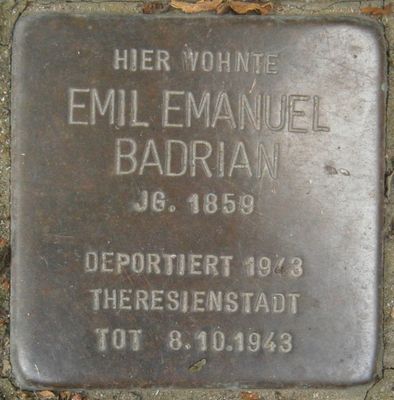 HIER WOHNTE
EMIL EMANUEL
BADRIAN
JG. 1859
DEPORTIERT 1943
THERESIENSTADT
TOT 8.10.1943